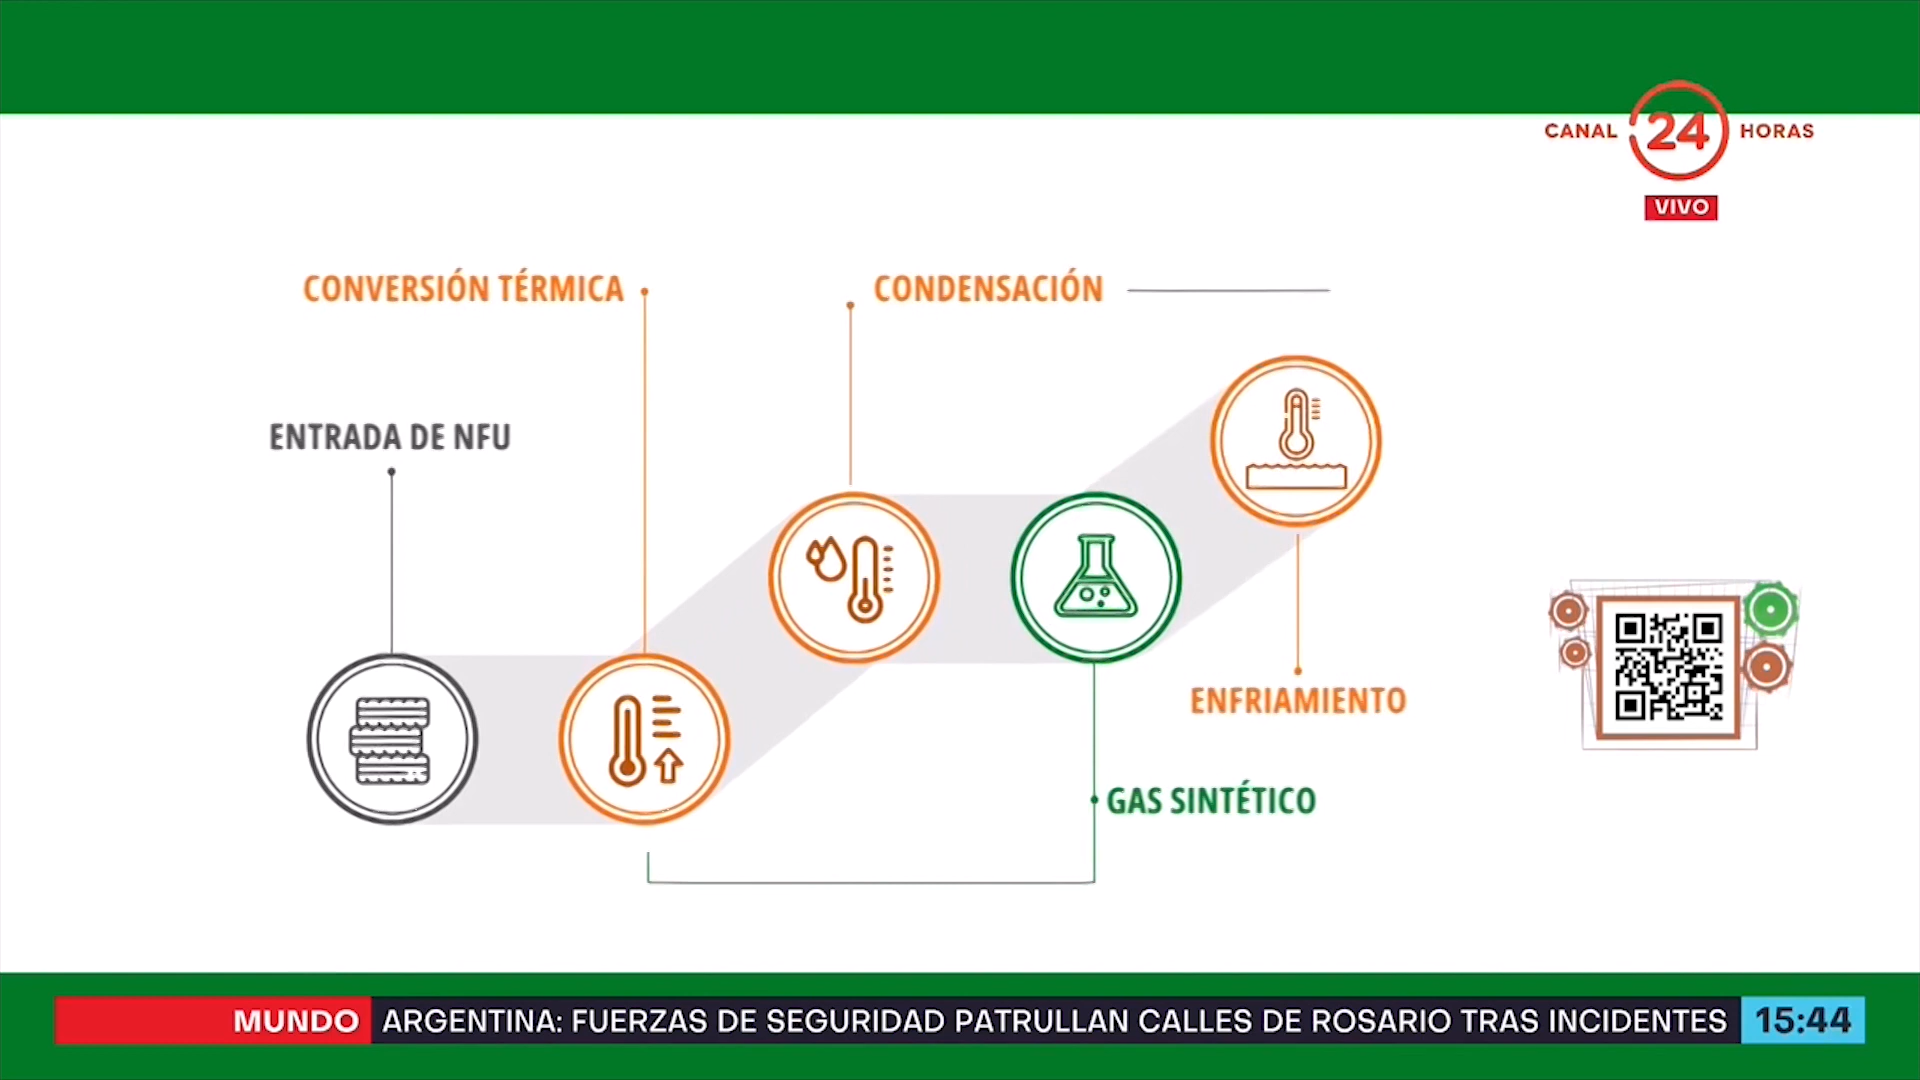 CANAL 24 HORAS
VIVO
CONVERSIÓN TÉRMICA
CONDENSACIÓN
ENTRADA DE NFU
ENFRIAMIENTO
GAS SINTÉTICO
MUNDO ARGENTINA: FUERZAS DE SEGURIDAD PATRULLAN CALLES DE ROSARIO TRAS INCIDENTES 15:44